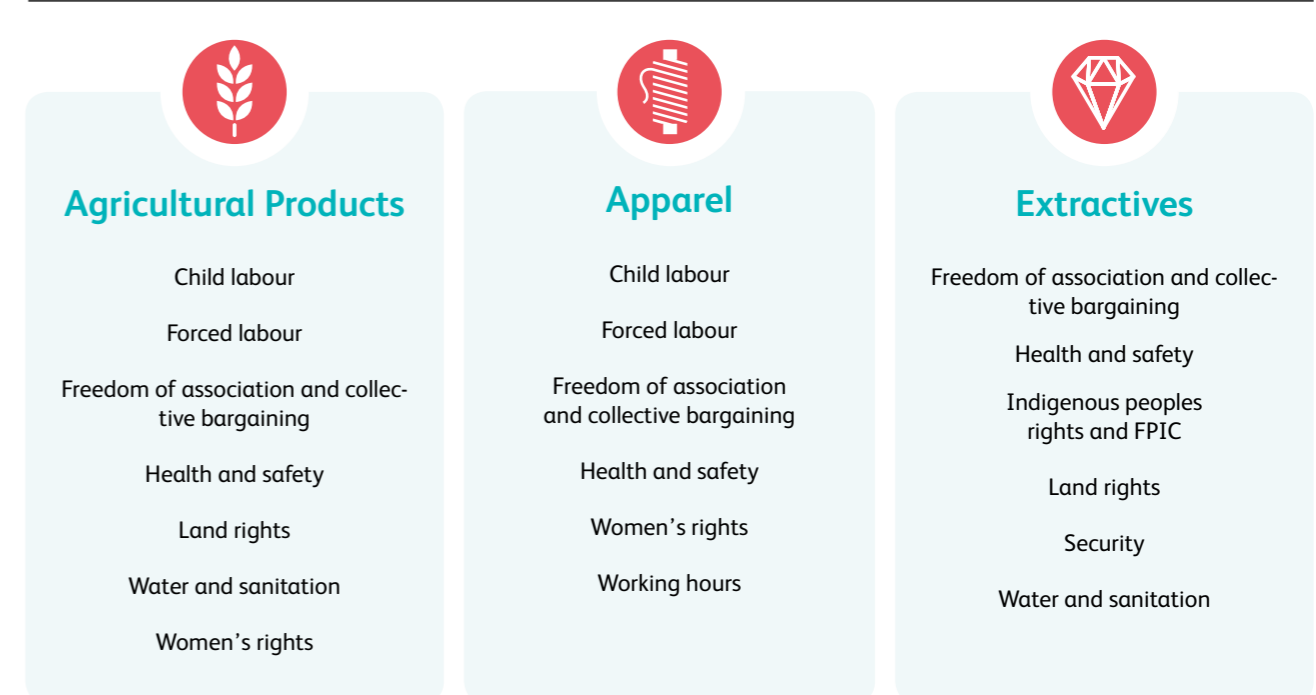 Agricultural Products
Child labour
Forced labour
Freedom of association and collec-
tive bargaining
Health and safety
Land rights
Water and sanitation
Women’s rights
Apparel
Child labour
Forced labour
Freedom of association
and collective bargaining
Health and safety
Women’s rights
Working hours
Extractives
Freedom of association and collec-
tive bargaining
Health and safety
Indigenous peoples
rights and FPIC
Land rights
Security
Water and sanitation